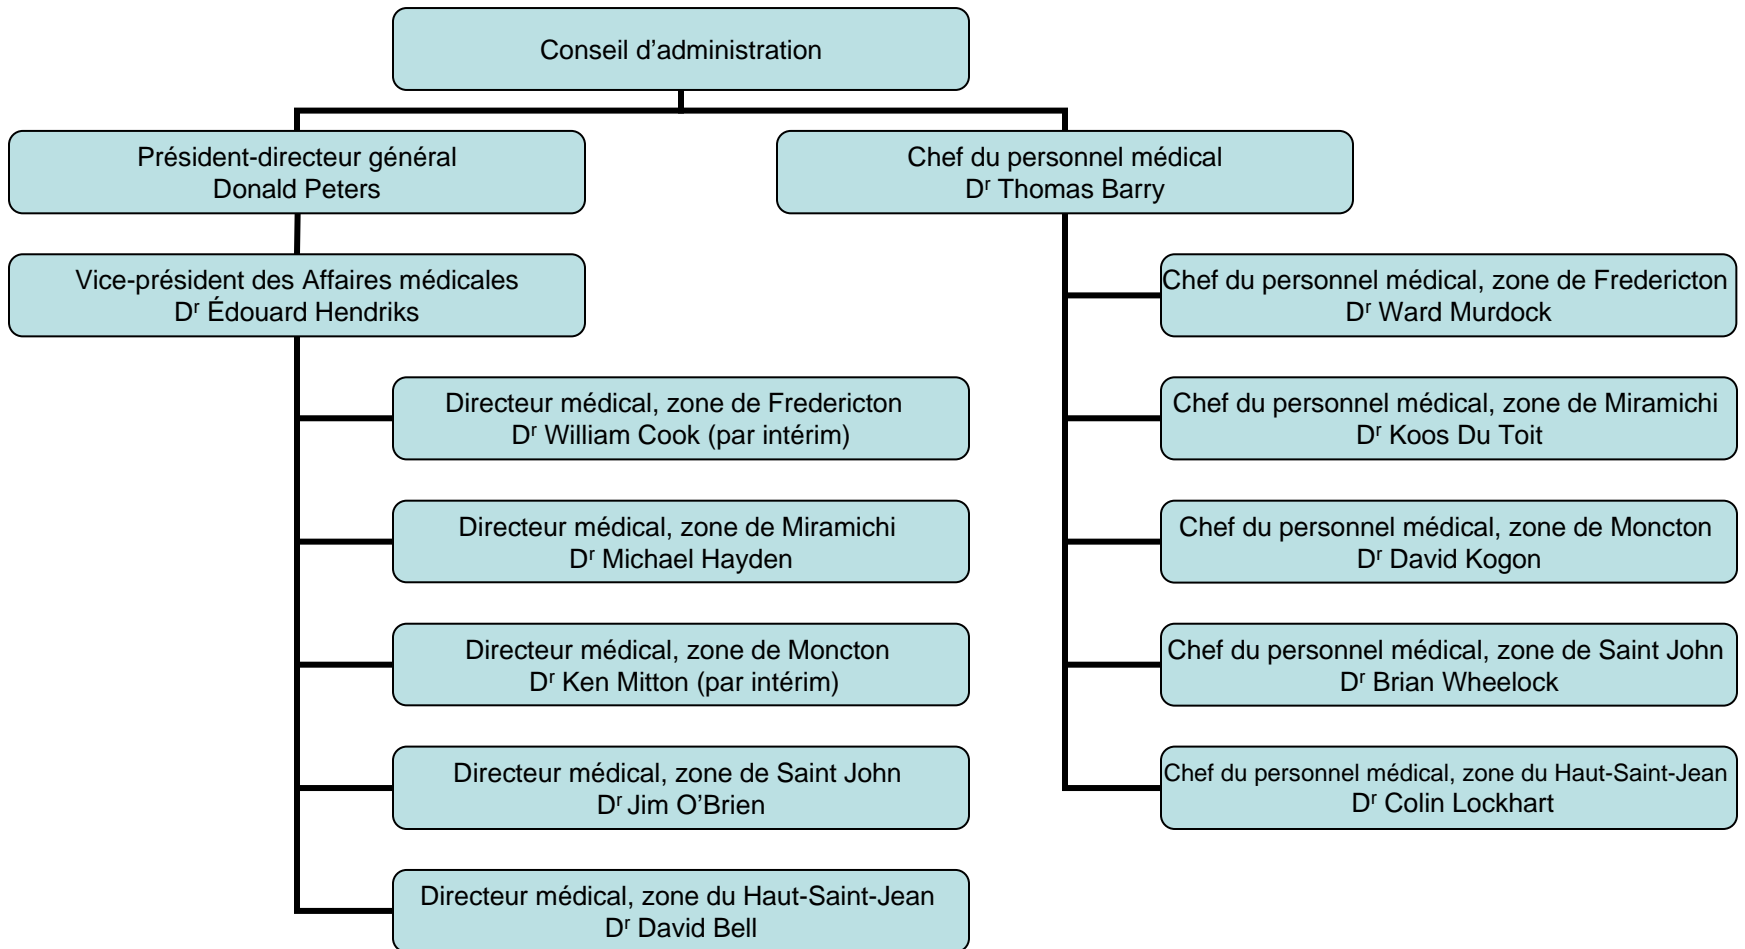 Conseil d’administration
Président-directeur général
Donald Peters
Chef du personnel médical
Dʳ Thomas Barry
Vice-président des Affaires médicales
Dʳ Édouard Hendriks
Directeur médical, zone de Fredericton
Dʳ William Cook (par intérim)
Directeur médical, zone de Miramichi
Dʳ Michael Hayden
Directeur médical, zone de Moncton
Dʳ Ken Mitton (par intérim)
Directeur médical, zone de Saint John
Dʳ Jim O’Brien
Directeur médical, zone du Haut-Saint-Jean
Dʳ David Bell
Chef du personnel médical, zone de Fredericton
Dʳ Ward Murdock
Chef du personnel médical, zone de Miramichi
Dʳ Koos Du Toit
Chef du personnel médical, zone de Moncton
Dʳ David Kogon
Chef du personnel médical, zone de Saint John
Dʳ Brian Wheelock
Chef du personnel médical, zone du Haut-Saint-Jean
Dʳ Colin Lockhart